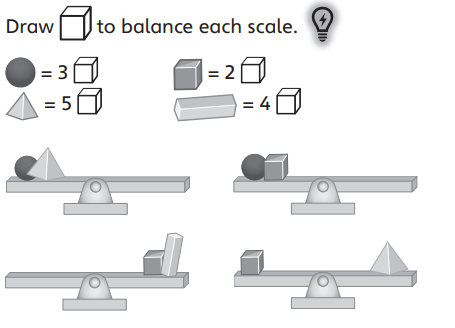 Draw to balance each scale.
= 3
= 2
= 5
= 4